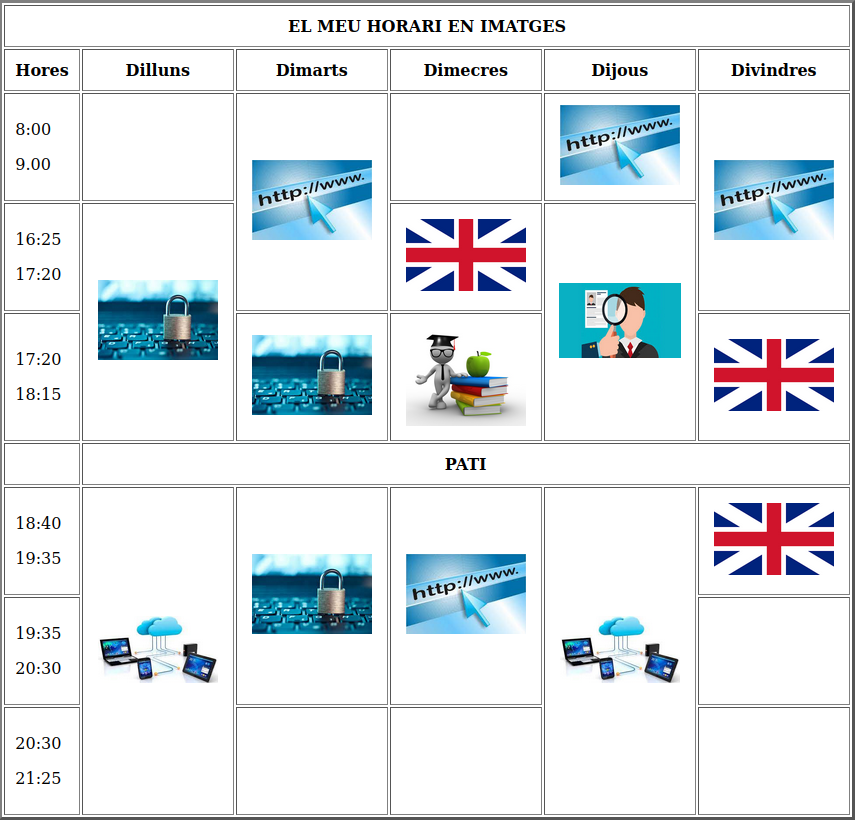 EL MEU HORARI EN IMATGES
Hores Dilluns Dimarts Dimecres Dijous Divindres
8:00
9.00
http://www.
http://www.
http://www.
16:25
17:20
17:20
18:15
PATI
18:40
19:35
http://www.
19:35
20:30
20:30
21:25